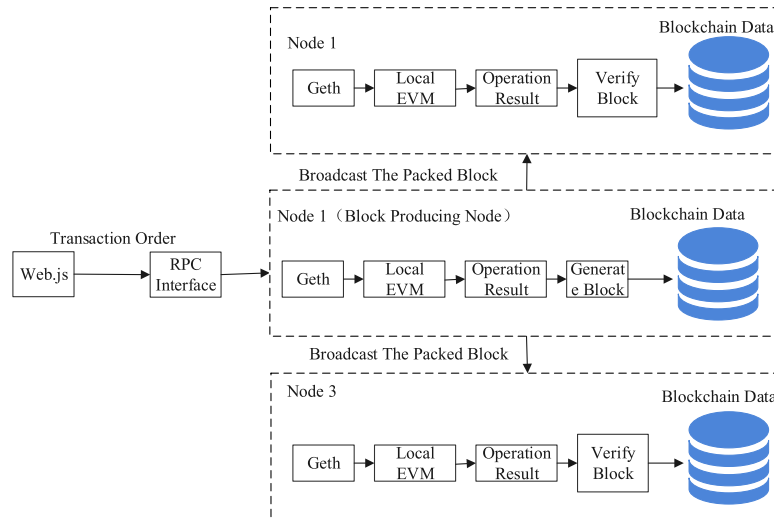 Blockchain Data
Node 1
Geth
Local
EVM
Operation
Result
Verify
Block
Broadcast The Packed Block
Node 1（Block Producing Node）
Blockchain Data
Transaction Order
Web.js
RPC
Interface
Geth
Local
EVM
Operation
Result
Generat
e Block
Broadcast The Packed Block
Node 3
Blockchain Data
Geth
Local
EVM
Operation
Result
Verify
Block